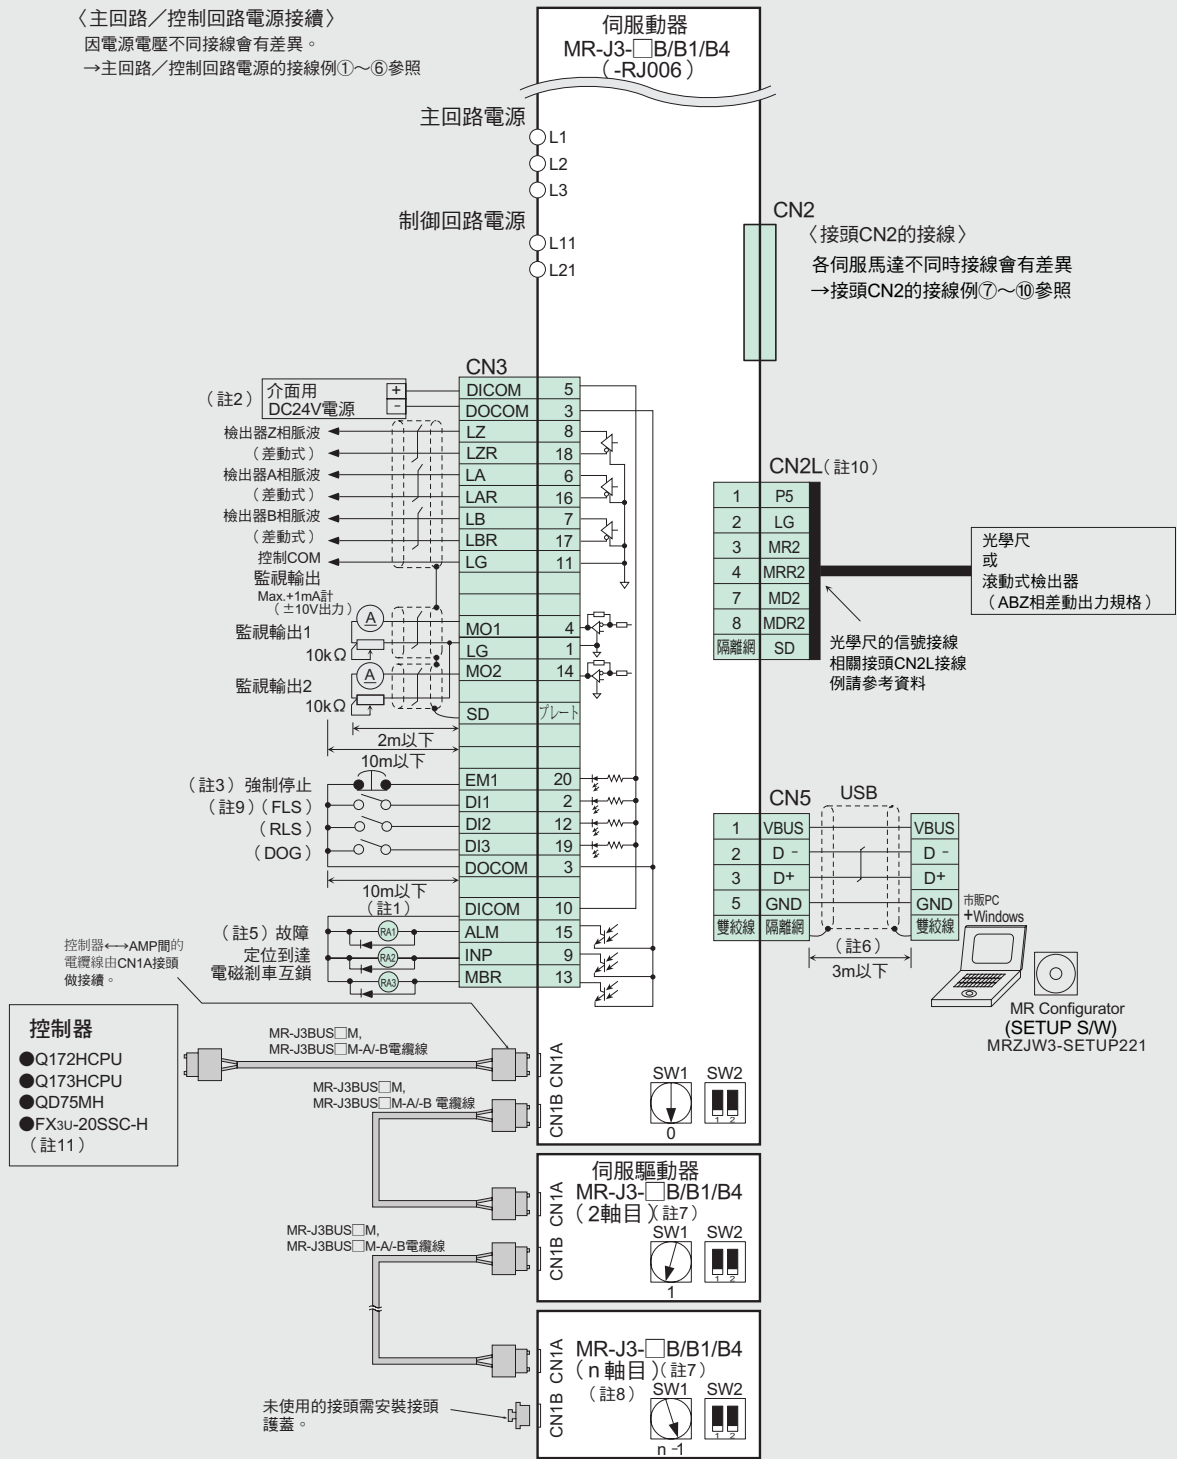 〈主回路／控制回路電源接續〉
因電源電壓不同接線會有差異。
→主回路／控制回路電源的接線例①～⑥參照
伺服動器
MR-J3-□B/B1/B4
(-RJ006)
主回路電源
L1
L2
L3
制御回路電源
L11
L21
CN2
〈接頭CN2的接線〉
各伺服馬達不同時接線會有差異
→接頭CN2的接線例⑦～⑩參照
CN3
(註2)
介面用
DC24V電源
+
-
DICOM 5
DOCOM 3
檢出器Z相脈波 LZ 8
(差動式) LZR 18
檢出器A相脈波 LA 6
(差動式) LAR 16
檢出器B相脈波 LB 7
(差動式) LBR 17
控制COM LG 11
監視輸出
Max.+1mA計
(±10V出力)
監視輸出1 A MO1 4
10kΩ LG 1
監視輸出2 A MO2 14
10kΩ
SD プレート
2m以下
10m以下
(註3) 強制停止 EM1 20
(註9) (FLS) DI1 2
(RLS) DI2 12
(DOG) DI3 19
DOCOM 3
10m以下
(註1)
DICOM 10
(註5) 故障 RA1 ALM 15
定位到達 RA2 INP 9
電磁剎車互鎖 RA3 MBR 13
CN2L(註10)
1 P5
2 LG
3 MR2
4 MRR2
7 MD2
8 MDR2
隔離網 SD
光學尺
或
滾動式檢出器
(ABZ相差動出力規格)
光學尺的信號接線
相關接頭CN2L接線
例請參考資料
CN5 USB
1 VBUS VBUS
2 D - D -
3 D+ D+
5 GND GND
雙絞線 隔離網 雙絞線
(註6)
3m以下
市販PC
+Windows
MR Configurator
(SETUP S/W)
MRZJW3-SETUP221
控制器←→AMP間的
電纜線由CN1A接頭
做接續。
控制器
●Q172HCPU
●Q173HCPU
●QD75MH
●FX3U-20SSC-H
(註11)
MR-J3BUS□M,
MR-J3BUS□M-A/-B電纜線
CN1A
MR-J3BUS□M,
MR-J3BUS□M-A/-B 電纜線
CN1B
SW1 SW2
1 2
0
伺服驅動器
MR-J3-□B/B1/B4
(2軸目)(註7)
CN1A
CN1B
SW1 SW2
1 2
1
MR-J3BUS□M,
MR-J3BUS□M-A/-B電纜線
MR-J3-□B/B1/B4
(n 軸目)(註7)
(註8)
CN1A
CN1B
SW1 SW2
1 2
n -1
未使用的接頭需安裝接頭
護蓋。